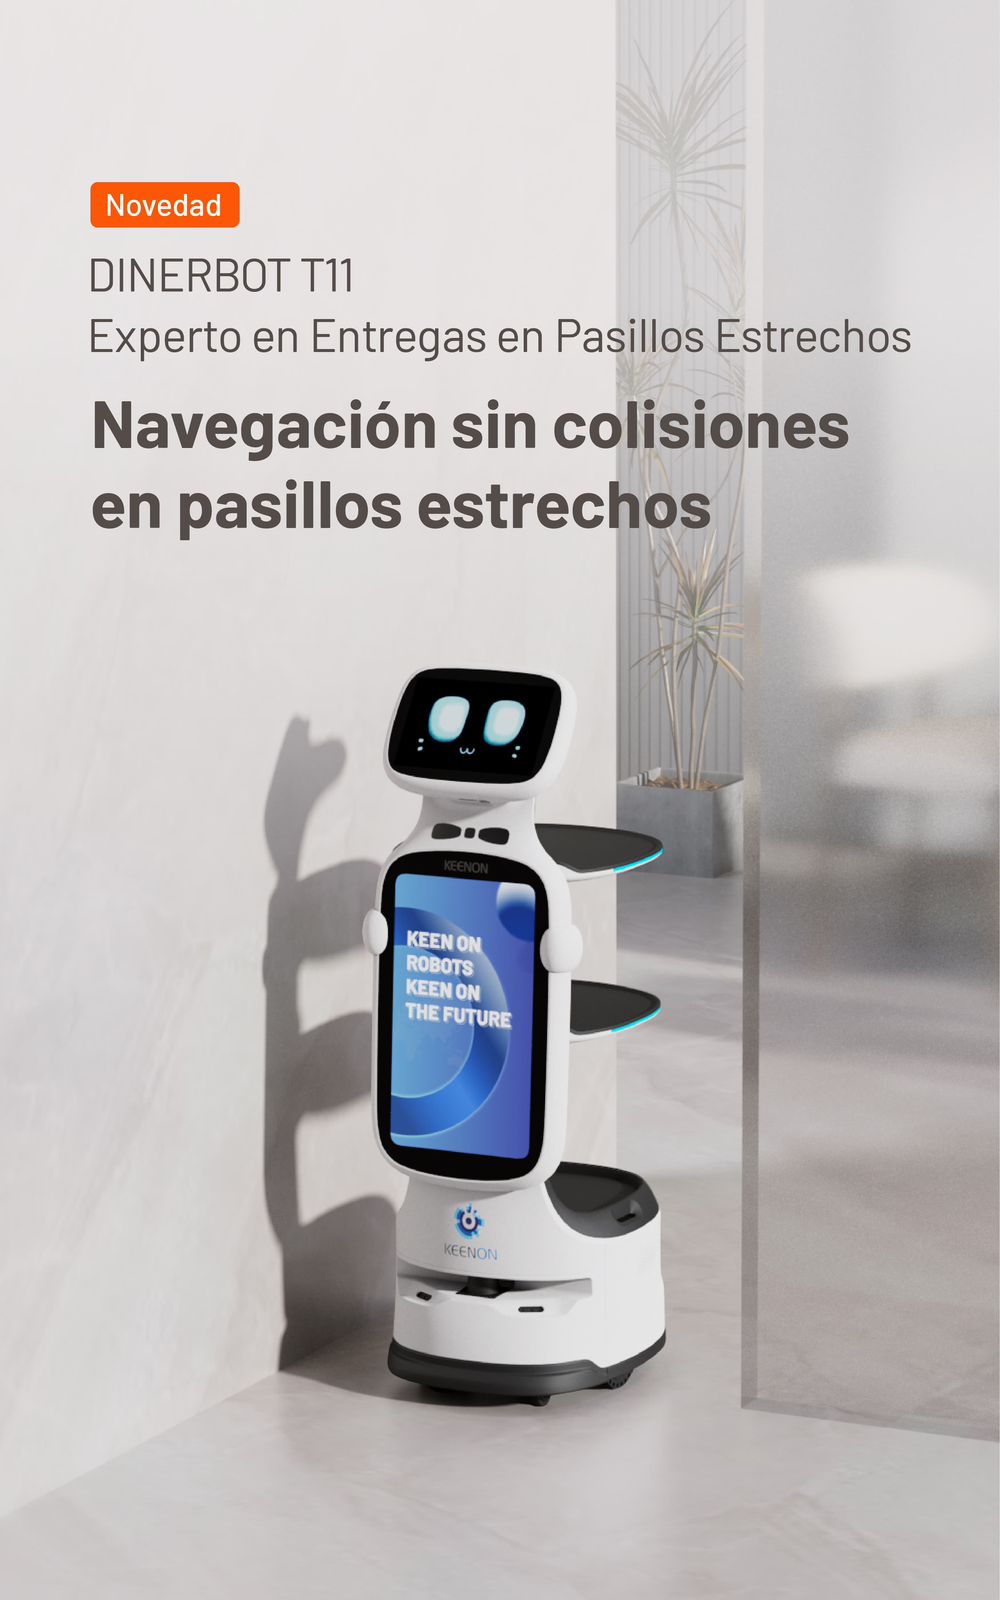 Novedad
DINERBOT T11
Experto en Entregas en Pasillos Estrechos
Navegación sin colisiones
en pasillos estrechos
KEENON
KEEN ON
ROBOTS
KEEN ON
THE FUTURE
KEENON